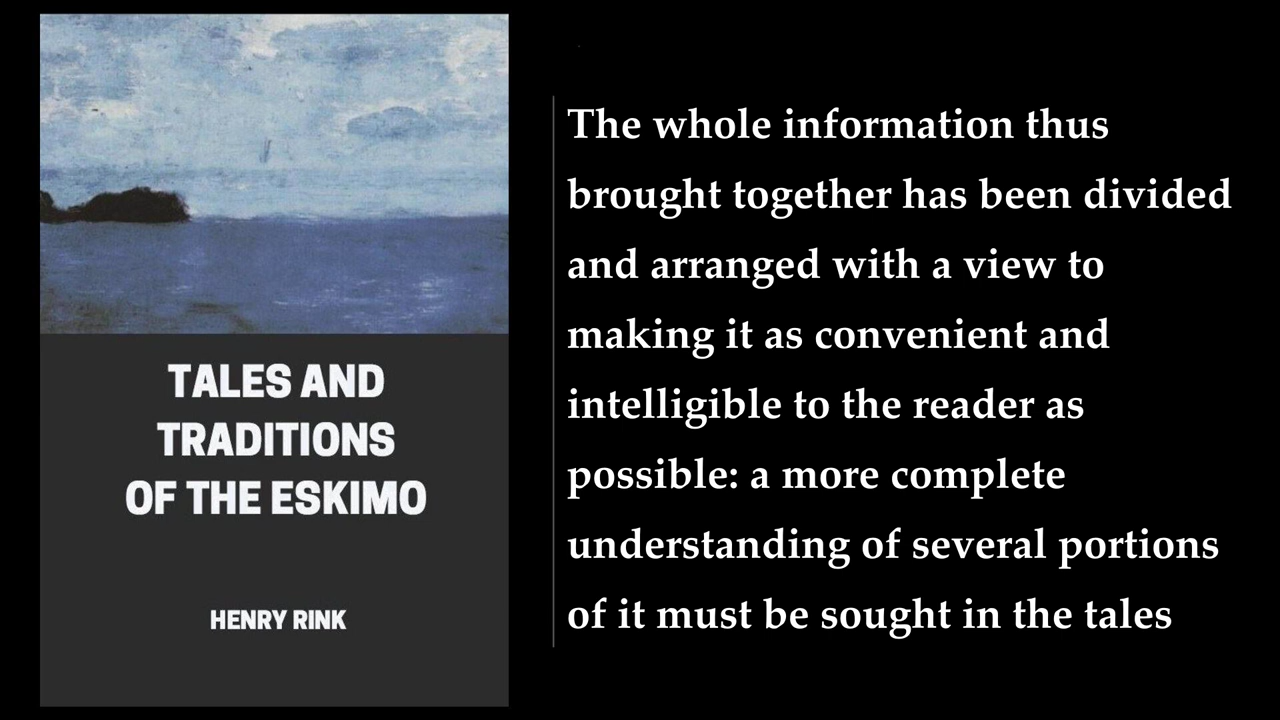 TALES AND
TRADITIONS
OF THE ESKIMO
HENRY RINK
The whole information thus
brought together has been divided
and arranged with a view to
making it as convenient and
intelligible to the reader as
possible: a more complete
understanding of several portions
of it must be sought in the tales